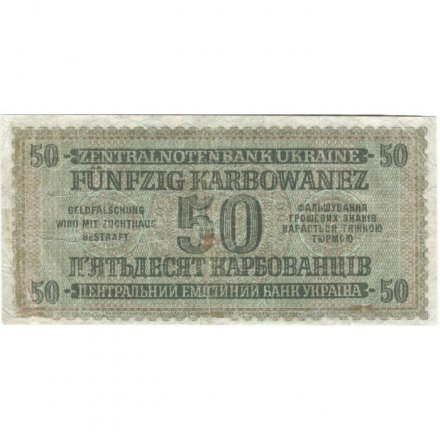 50 ZENTRALNOTENBANK UKRAINE 50
FÜNFZIG KARBOWANEZ
GELDFÄLSCHUNG
WIRD MIT ZUCHTHAUS
BESTRAFT
50
ФАЛЬШУВАННЯ
ГРОШЕВИХ ЗНАКІВ
КАРАЄТЬСЯ ТЯЖКОЮ
ТЮРМОЮ
П'ЯТЬДЕСЯТ КАРБОВАНЦІВ
50 ЦЕНТРАЛЬНИЙ ЕМІСІЙНИЙ БАНК УКРАЇНА 50